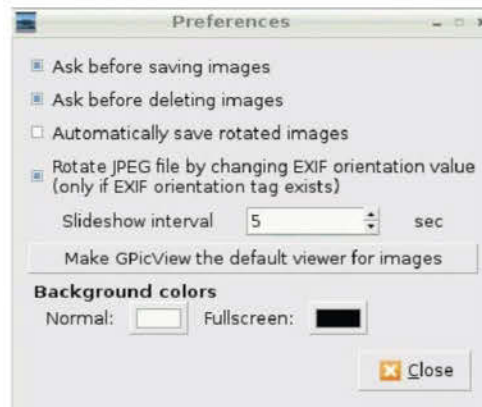 Preferences
Ask before saving images
Ask before deleting images
Automatically save rotated images
Rotate JPEG file by changing EXIF orientation value
(only if EXIF orientation tag exists)
Slideshow interval 5 sec
Make GPicView the default viewer for images
Background colors
Normal: Fullscreen:
Close